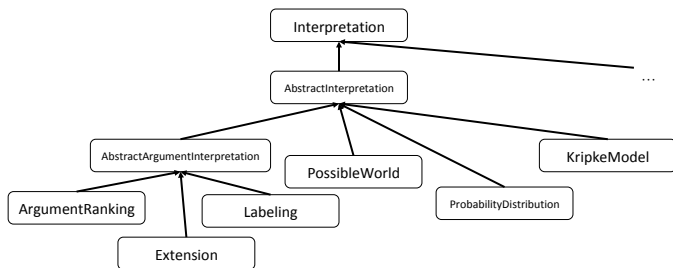 Interpretation
...
AbstractInterpretation
AbstractArgumentInterpretation
PossibleWorld
KripkeModel
ArgumentRanking
Labeling
ProbabilityDistribution
Extension